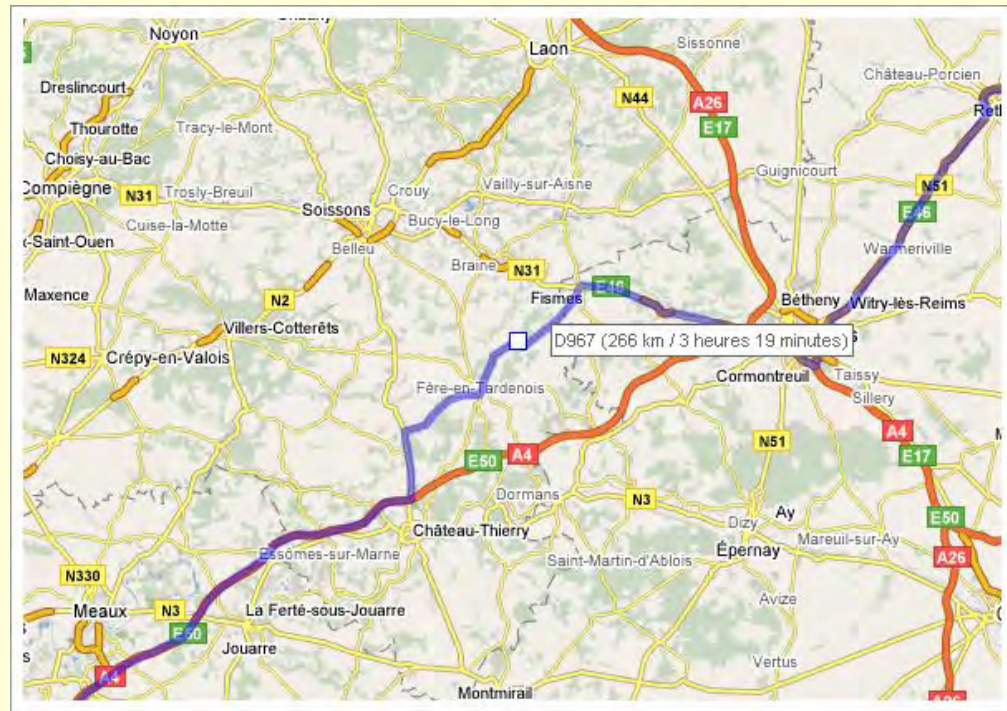 Noyon
Laon
Sissonne
Château-Porcien
Dreslincourt
N44
A26
Thourotte
Tracy-le-Mont
E17
Choisy-au-Bac
Guignicourt
Compiègne
N31
Trosly-Breuil
Crouy
Vailly-sur-Aisne
N51
Soissons
Bucy-le-Long
E46
Cuise-la-Motte
x-Saint-Ouen
Belleu
Warmeriville
Braine
N31
Maxence
N2
Fismes
E46
Bétheny
Witry-lès-Reims
Villers-Cotterêts
D967 (266 km / 3 heures 19 minutes)
N324
Crépy-en-Valois
Cormontreuil
Taissy
Fère-en-Tardenois
Sillery
A4
N51
E50
A4
E17
Dormans
N3
Ay
E50
Château-Thierry
Dizy
Essômes-sur-Marne
Épernay
Mareuil-sur-Ay
Saint-Martin-d'Ablois
A26
N330
Meaux
N3
La Ferté-sous-Jouarre
Avize
E50
Jouarre
Vertus
A4
Montmirail
A26